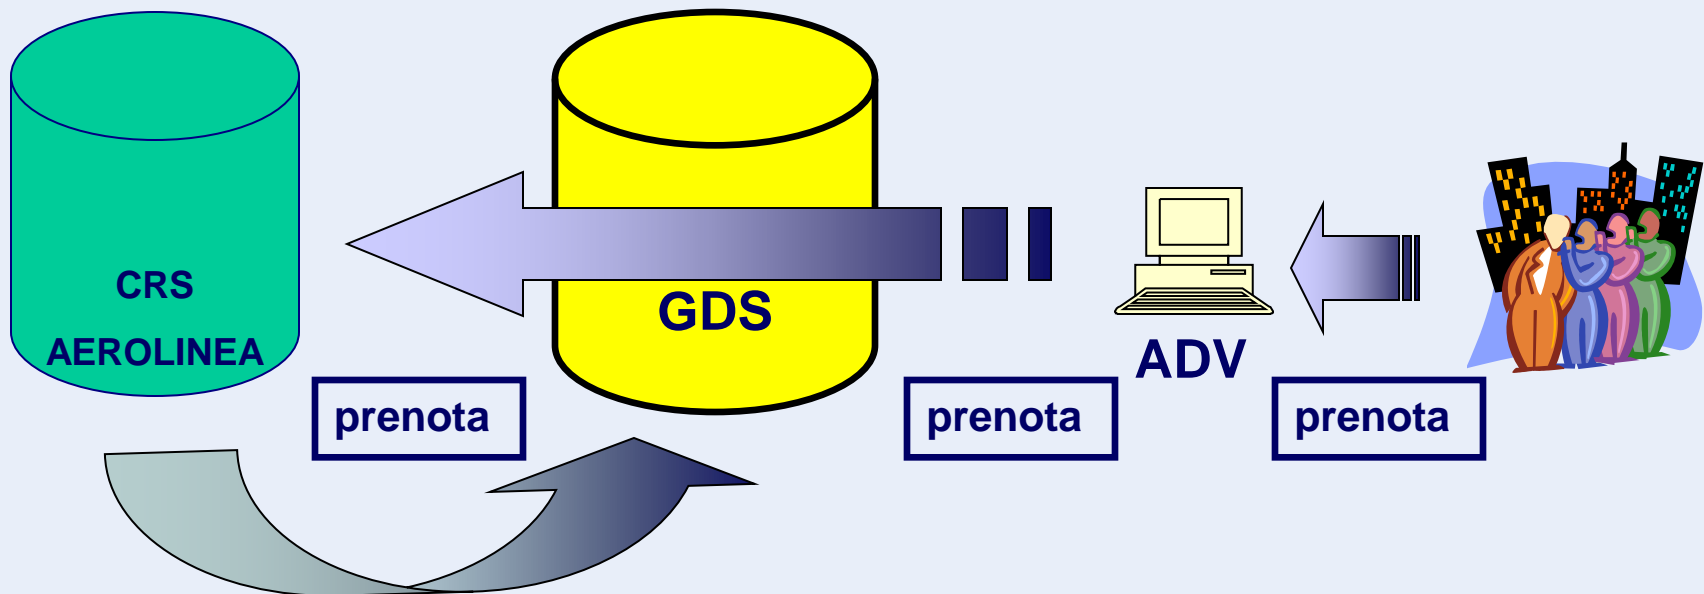 CRS
AEROLINEA
GDS
ADV
prenota
prenota
prenota